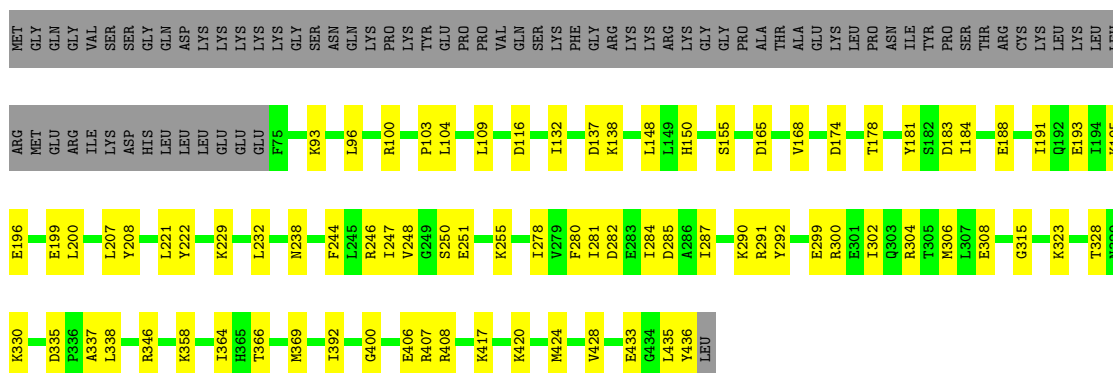 MET GLY GLN GLY VAL SER SER GLY GLN ASP LYS LYS LYS LYS LYS GLY SER ASN GLN LYS PRO LYS TYR GLU PRO PRO VAL GLN SER LYS PHE GLY ARG LYS LYS ARG LYS GLY GLY PRO ALA THR ALA GLU LYS LEU PRO ASN ILE TYR PRO SER THR ARG CYS LYS LEU LYS LEU LEU
ARG MET GLU ARG ILE LYS ASP HIS LEU LEU LEU GLU GLU GLU F75 K93 L96 R100 P103 L104 L109 D116 I132 D137 K138 L148 L149 H150 S155 D165 V168 D174 T178 Y181 S182 D183 I184 E188 I191 Q192 E193 I194 K195
E196 E199 L200 L207 Y208 L221 Y222 K229 L232 N238 F244 L245 R246 I247 V248 G249 S250 E251 K255 I278 V279 F280 I281 D282 E283 I284 D285 A286 I287 K290 R291 Y292 E299 R300 E301 I302 Q303 R304 T305 M306 L307 E308 G315 K323 T328
K330 D335 P336 A337 L338 R346 K358 I364 H365 T366 M369 I392 G400 E406 R407 R408 K417 K420 M424 V428 E433 G434 L435 Y436 LEU